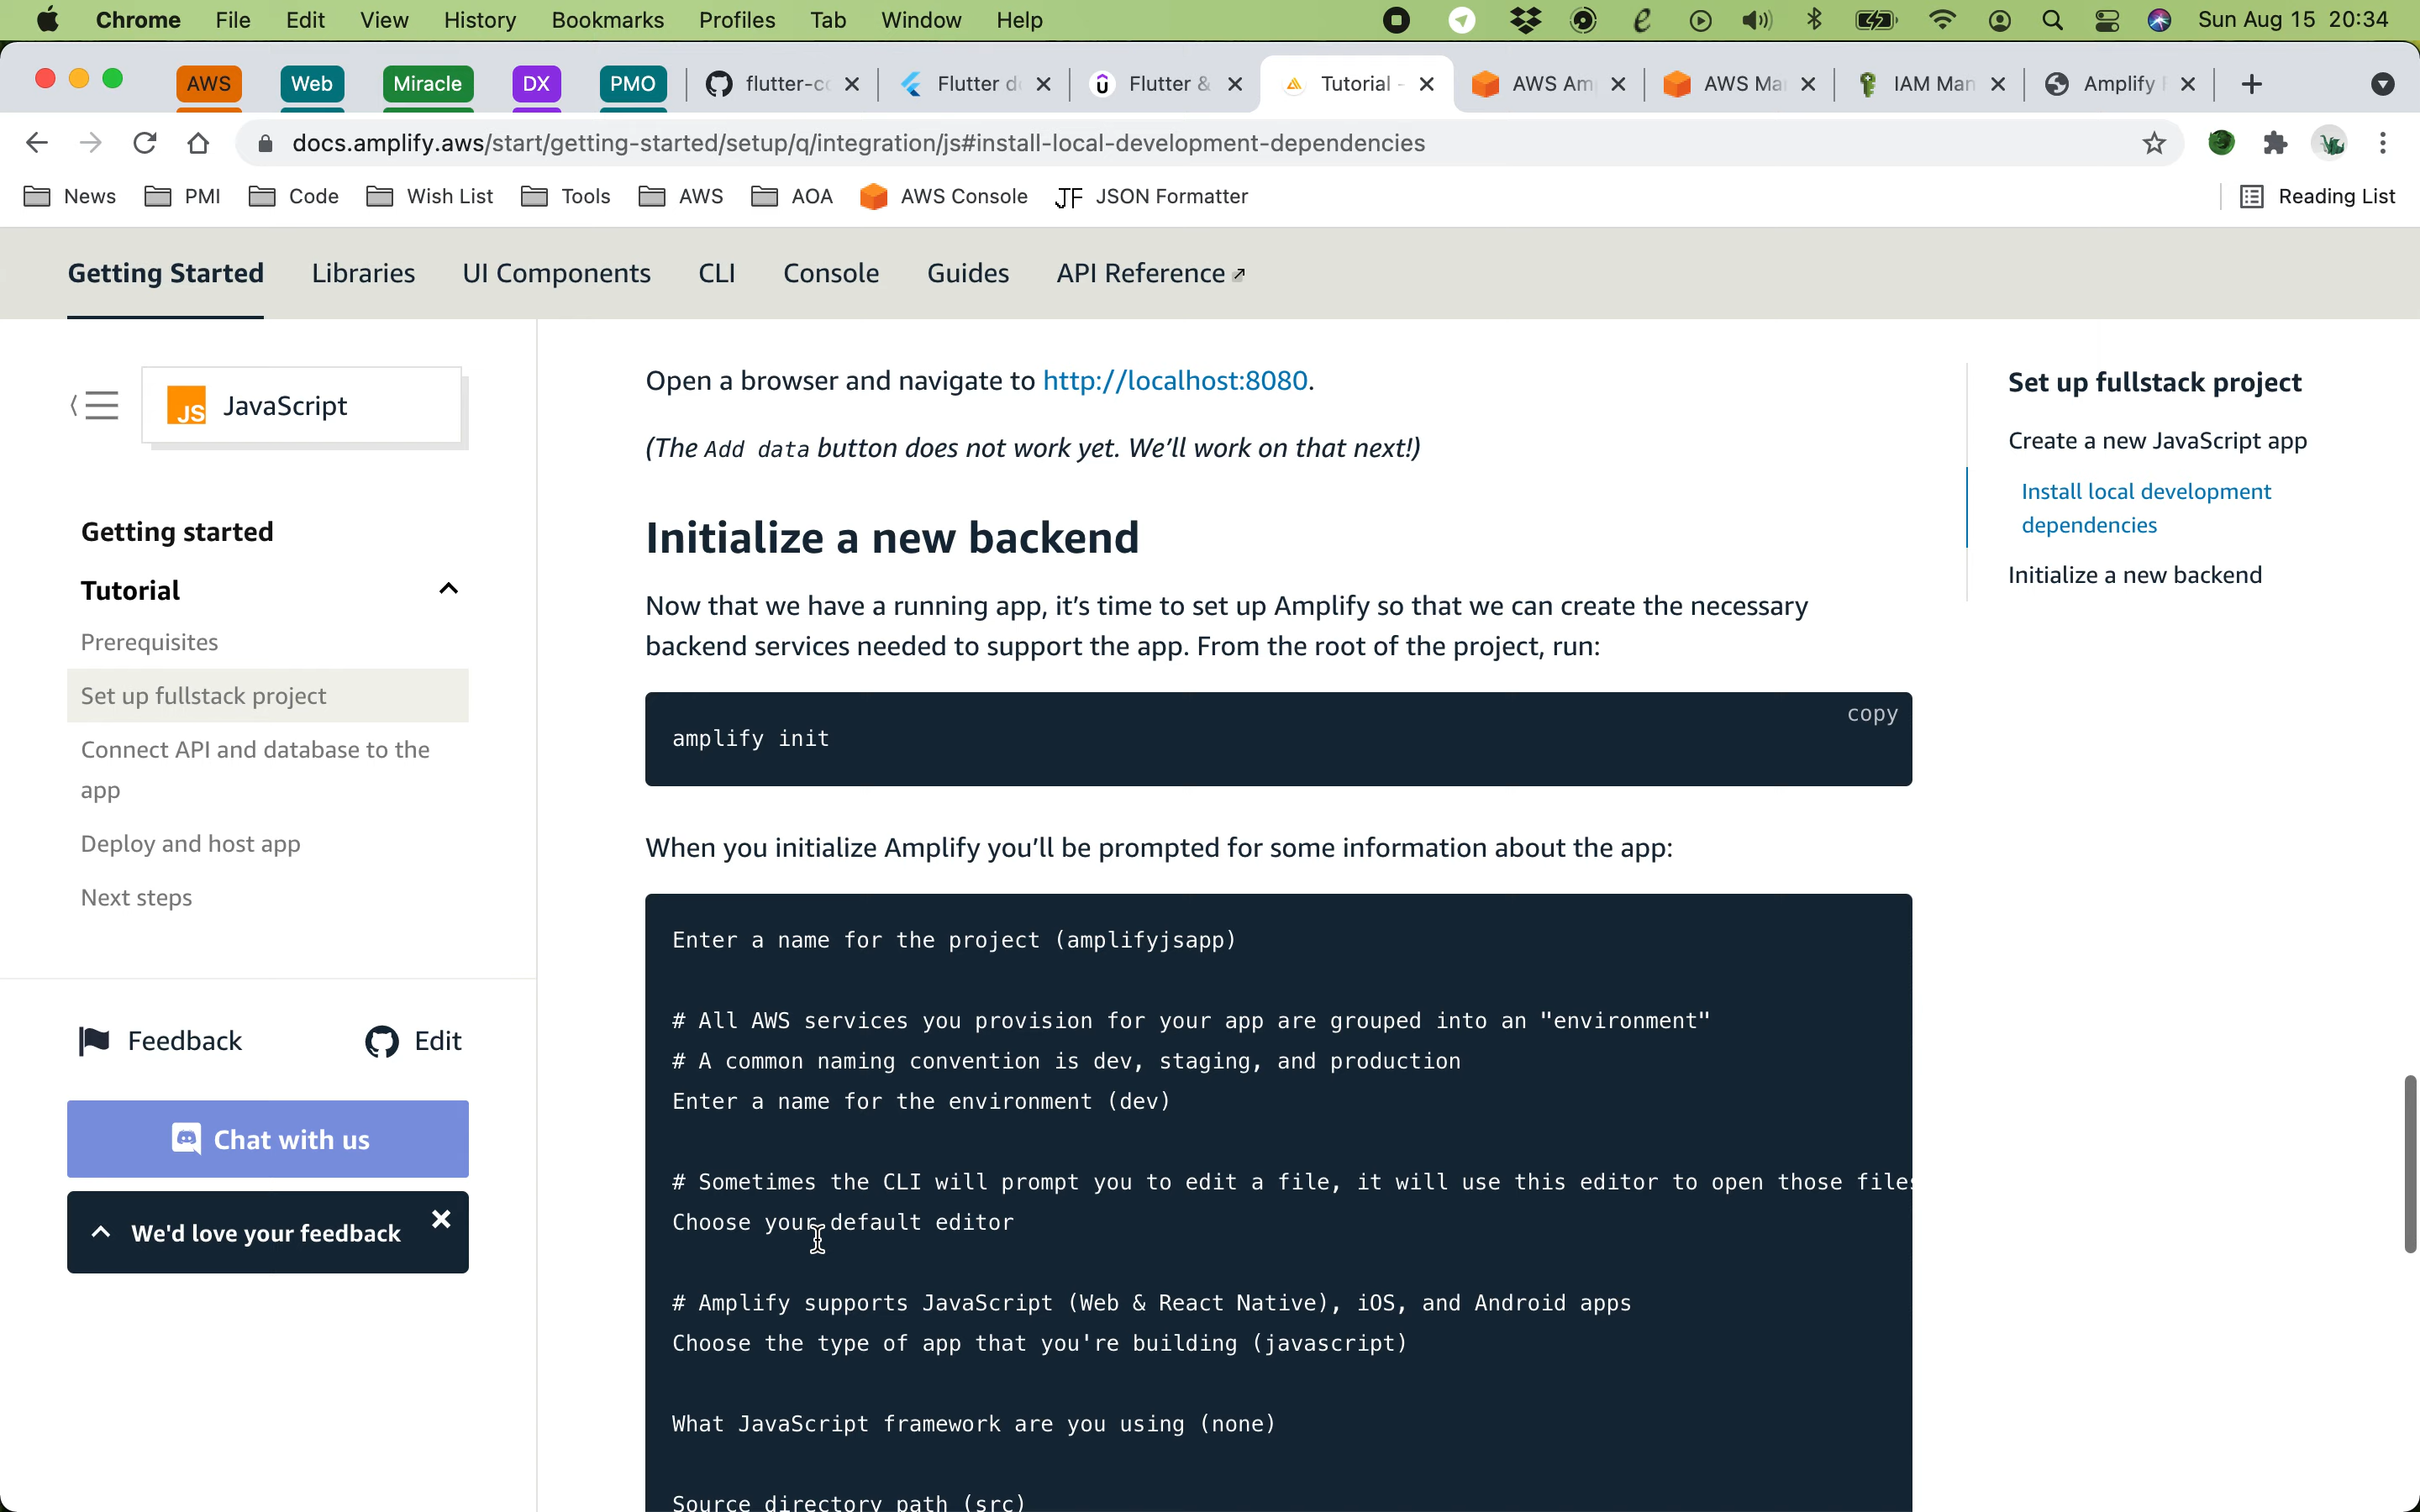 Chrome File Edit View History Bookmarks Profiles Tab Window Help Sun Aug 15 20:34
AWS Web Miracle DX PMO flutter-co Flutter d Flutter & Tutorial - AWS Am AWS Ma IAM Man Amplify
docs.amplify.aws/start/getting-started/setup/q/integration/js#install-local-development-dependencies
News PMI Code Wish List Tools AWS AOA AWS Console JF JSON Formatter Reading List
Getting Started Libraries UI Components CLI Console Guides API Reference
JS JavaScript
Getting started
Tutorial
Prerequisites
Set up fullstack project
Connect API and database to the
app
Deploy and host app
Next steps
Feedback Edit
Chat with us
We'd love your feedback
Open a browser and navigate to http://localhost:8080.
(The Add data button does not work yet. We’ll work on that next!)
Initialize a new backend
Now that we have a running app, it’s time to set up Amplify so that we can create the necessary
backend services needed to support the app. From the root of the project, run:
copy
amplify init
When you initialize Amplify you’ll be prompted for some information about the app:
Enter a name for the project (amplifyjsapp)
# All AWS services you provision for your app are grouped into an "environment"
# A common naming convention is dev, staging, and production
Enter a name for the environment (dev)
# Sometimes the CLI will prompt you to edit a file, it will use this editor to open those files
Choose your default editor
# Amplify supports JavaScript (Web & React Native), iOS, and Android apps
Choose the type of app that you're building (javascript)
What JavaScript framework are you using (none)
Source directory path (src)
Set up fullstack project
Create a new JavaScript app
Install local development
dependencies
Initialize a new backend